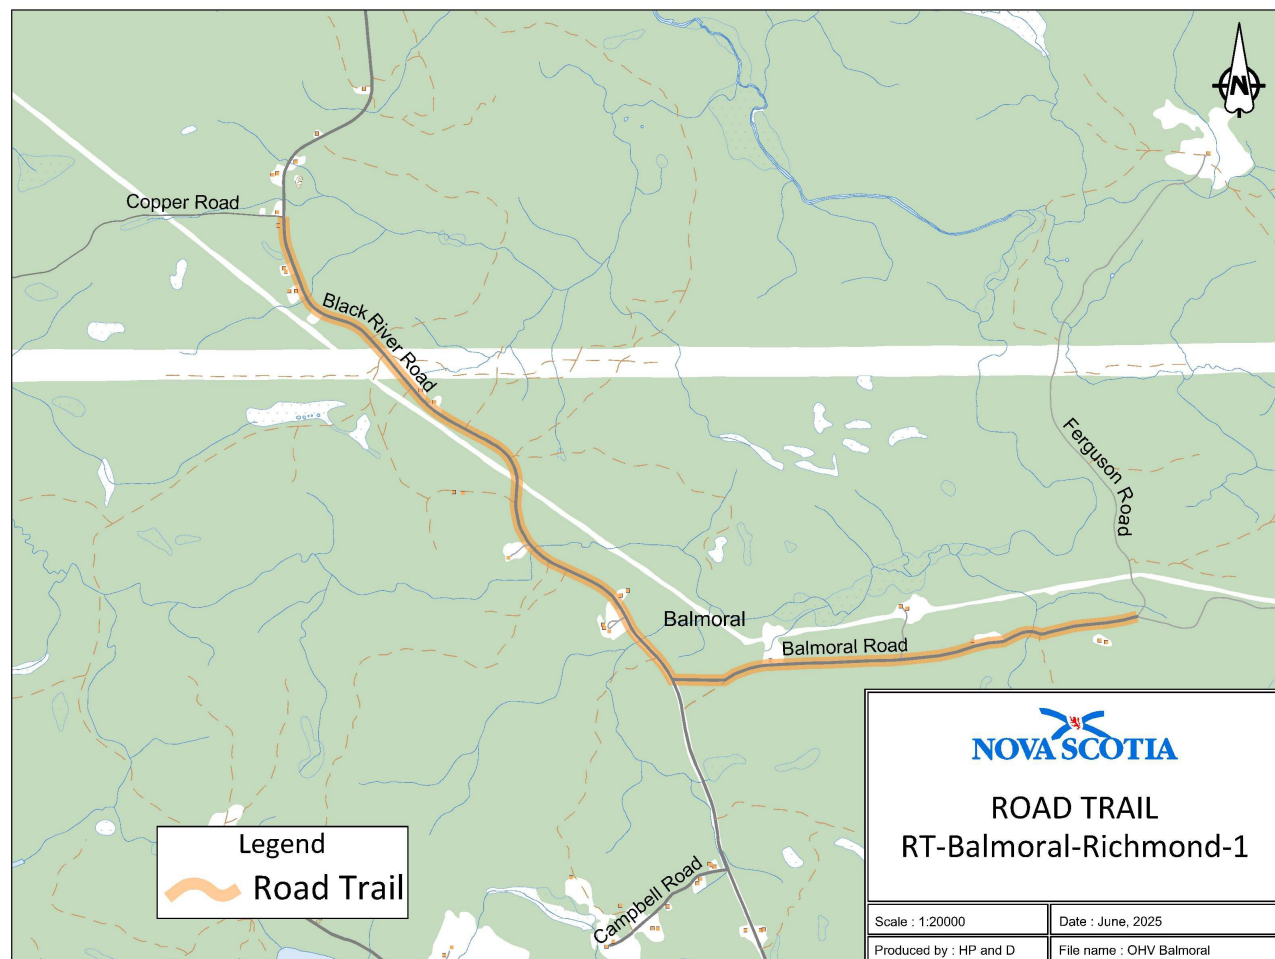 N
Copper Road
Black River Road
Ferguson Road
Balmoral
Balmoral Road
Campbell Road
Legend
Road Trail
NOVA SCOTIA
ROAD TRAIL
RT-Balmoral-Richmond-1
Scale : 1:20000
Date : June, 2025
Produced by : HP and D
File name : OHV Balmoral